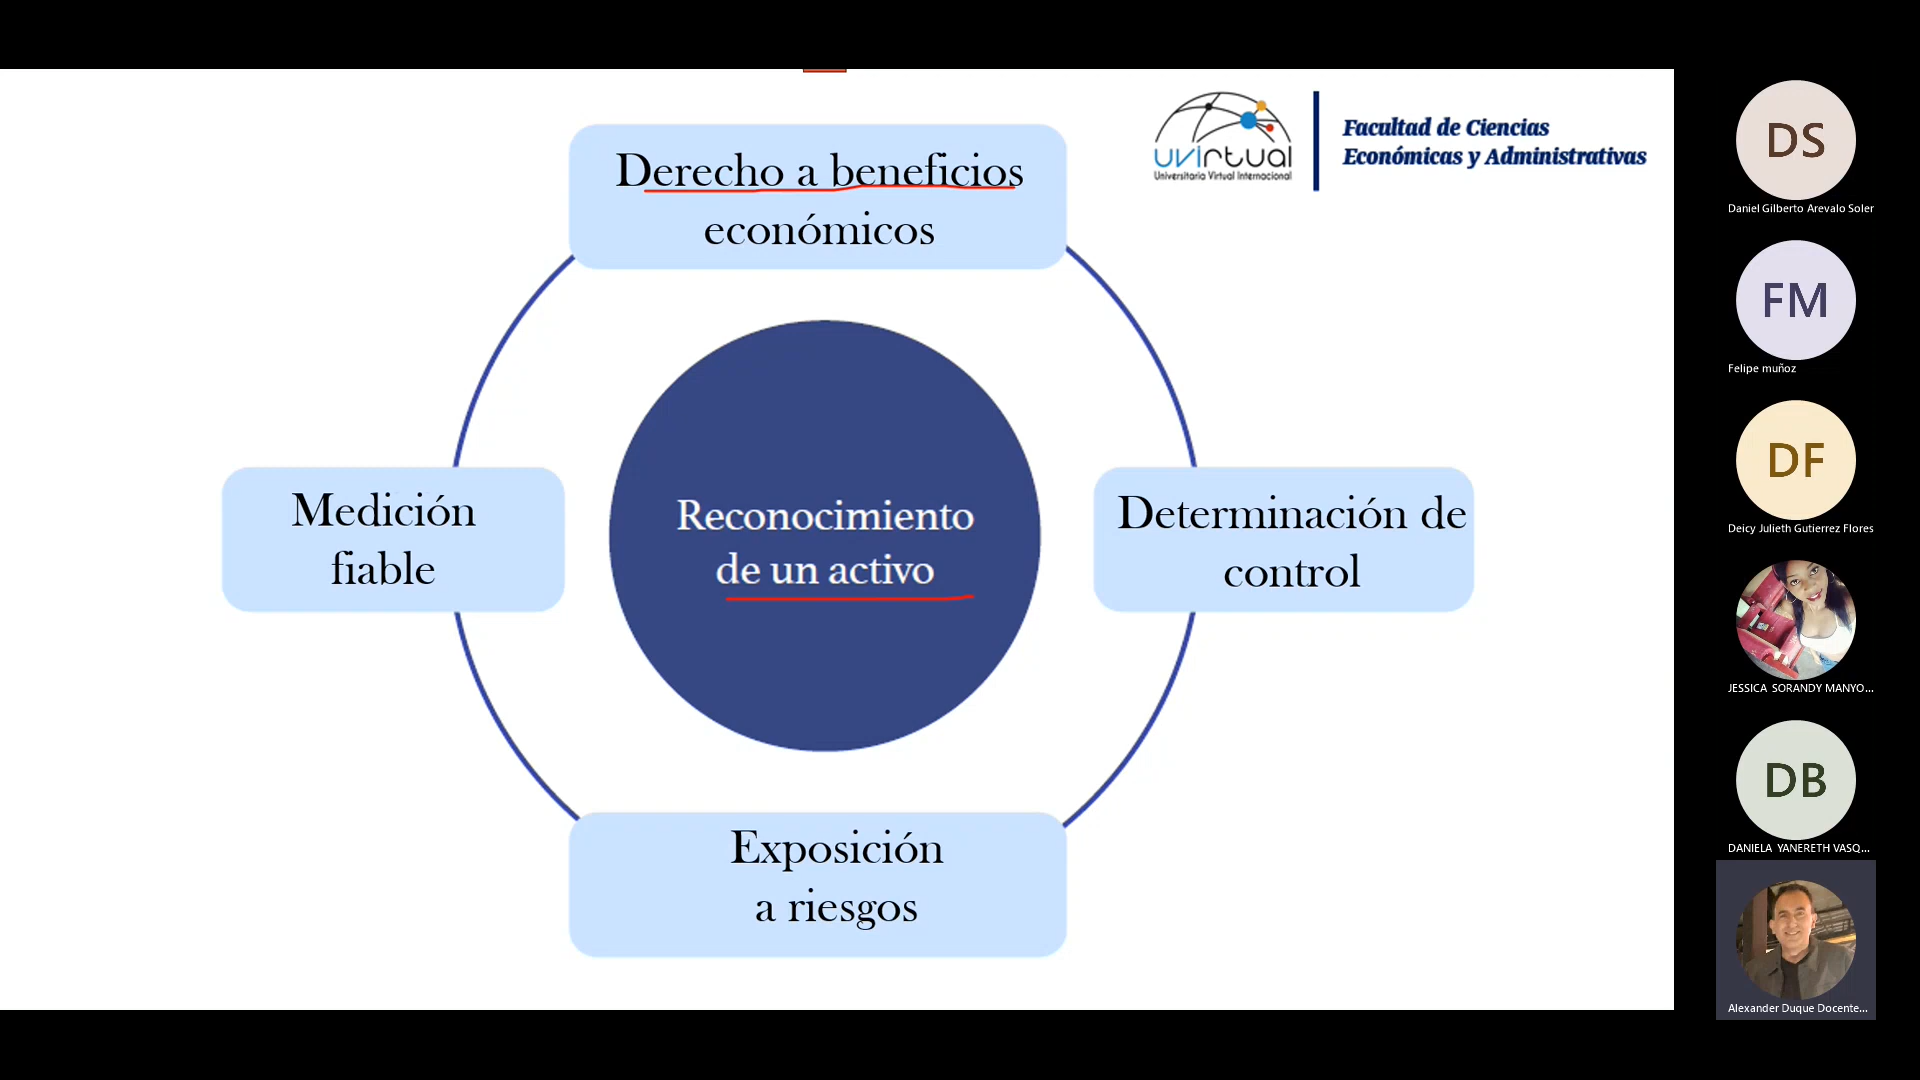 Derecho a beneficios
económicos
uvirtual
Universitaria Virtual Internacional
Facultad de Ciencias
Económicas y Administrativas
Medición
fiable
Reconocimiento
de un activo
Determinación de
control
Exposición
a riesgos
DS
Daniel Gilberto Arevalo Soler
FM
Felipe muñoz
DF
Deicy Julieth Gutierrez Flores
JESSICA SORANDY MANYO...
DB
DANIELA YANERETH VASQ...
Alexander Duque Docente...